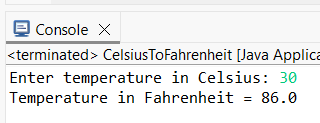 Console
<terminated> CelsiusToFahrenheit [Java Applica
Enter temperature in Celsius: 30
Temperature in Fahrenheit = 86.0